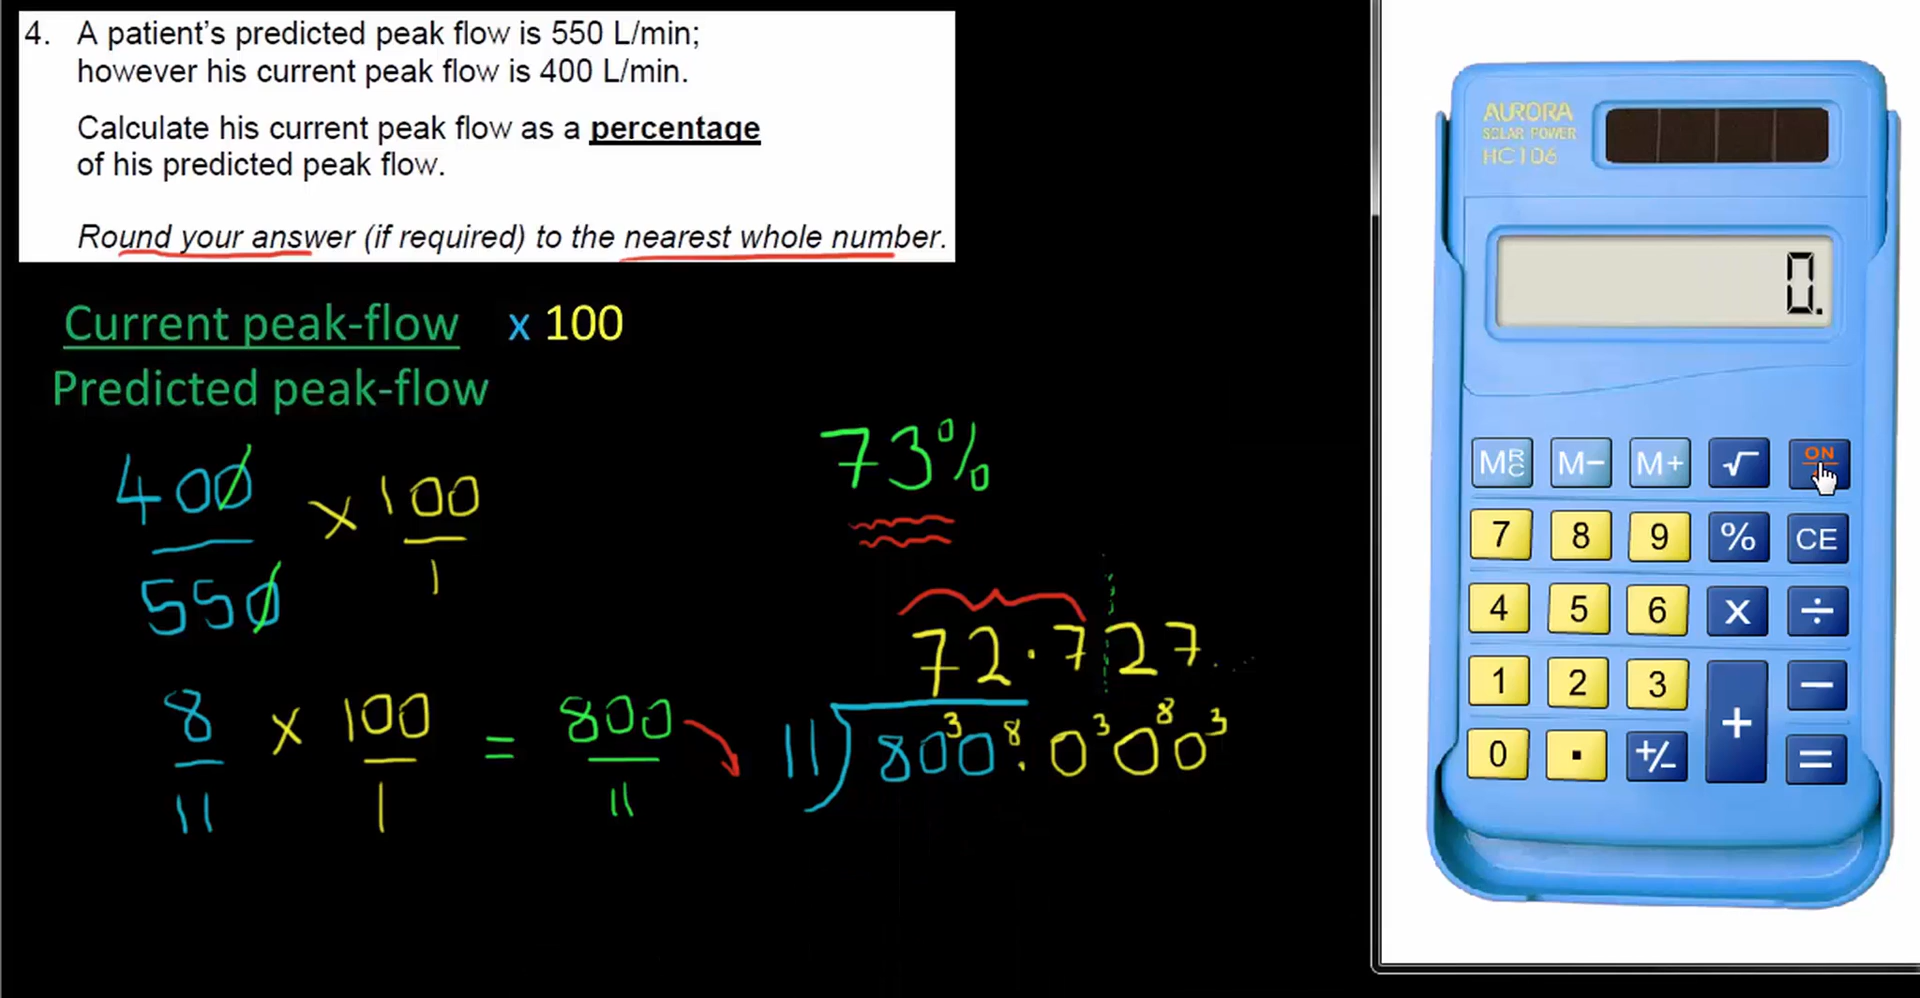 4. A patient's predicted peak flow is 550 L/min;
however his current peak flow is 400 L/min.
Calculate his current peak flow as a percentage
of his predicted peak flow.
Round your answer (if required) to the nearest whole number.
Current peak-flow x 100
Predicted peak-flow
400 × 100
550 1
73%
72.727...
8 × 100 = 800
11 1 11
11)80³0⁸.0³0⁸0³
AURORA
SOLAR POWER
HC106
0.
MRC M– M+ √ ON
7 8 9 % CE
4 5 6 X ÷
1 2 3 + –
0 . +/– =